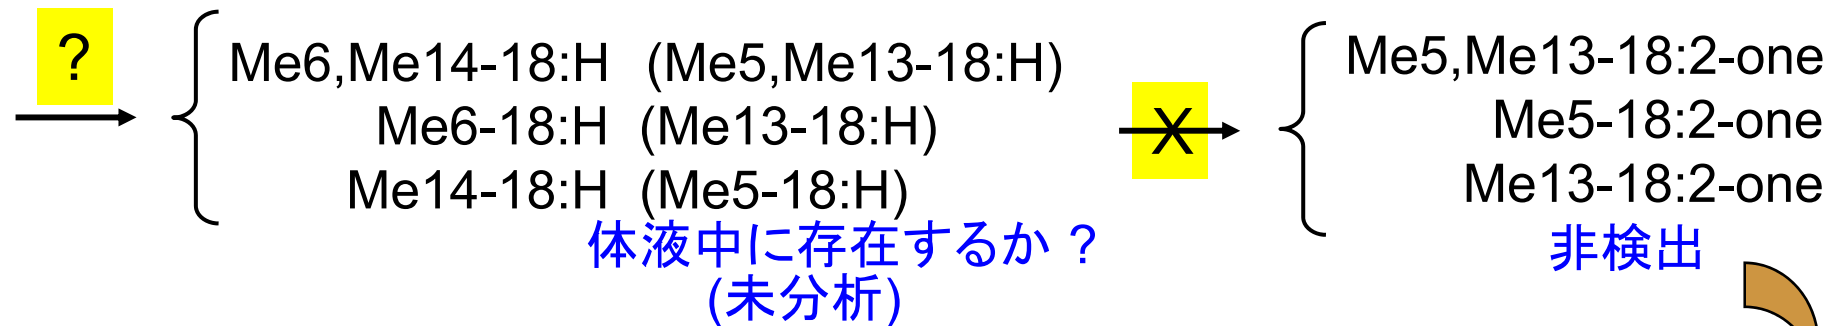 ?
Me6,Me14-18:H (Me5,Me13-18:H)
Me6-18:H (Me13-18:H)
Me14-18:H (Me5-18:H)
体液中に存在するか ?
(未分析)
X
Me5,Me13-18:2-one
Me5-18:2-one
Me13-18:2-one
非検出